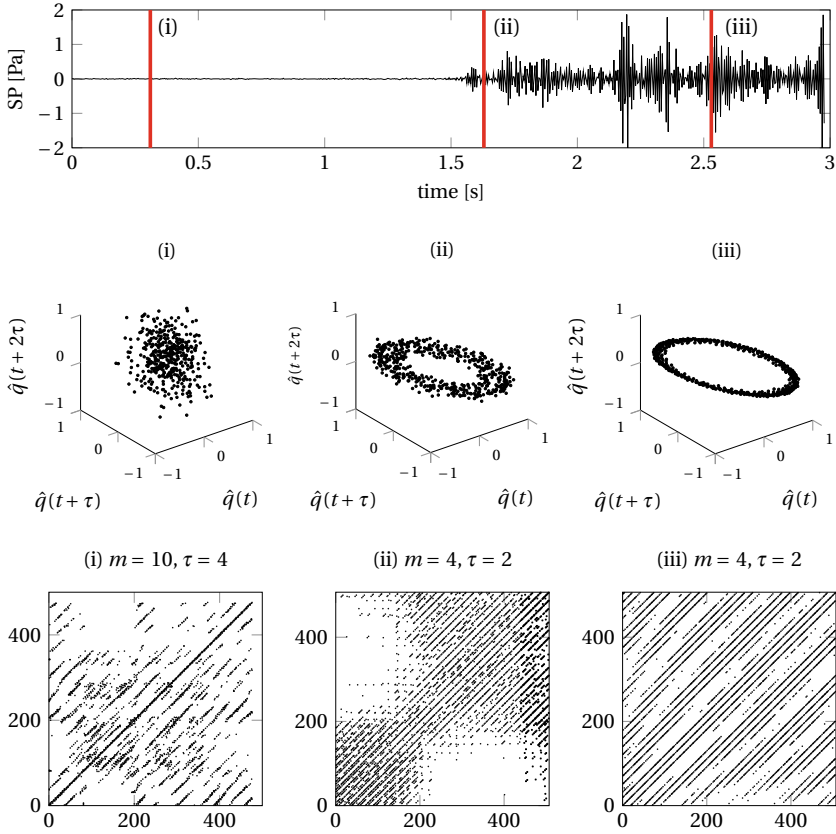 2
1
0
−1
−2
SP [Pa]
(i)
(ii)
(iii)
0
0.5
1
1.5
2
2.5
3
time [s]
(i)
(ii)
(iii)
1
0
−1
q̂(t + 2τ)
1
0
−1
−1
0
1
q̂(t + τ)
q̂(t)
1
0
−1
q̂(t + 2τ)
1
0
−1
−1
0
1
q̂(t + τ)
q̂(t)
1
0
−1
q̂(t + 2τ)
1
0
−1
−1
0
1
q̂(t + τ)
q̂(t)
(i) m = 10, τ = 4
(ii) m = 4, τ = 2
(iii) m = 4, τ = 2
400
200
0
0
200
400
400
200
0
0
200
400
400
200
0
0
200
400